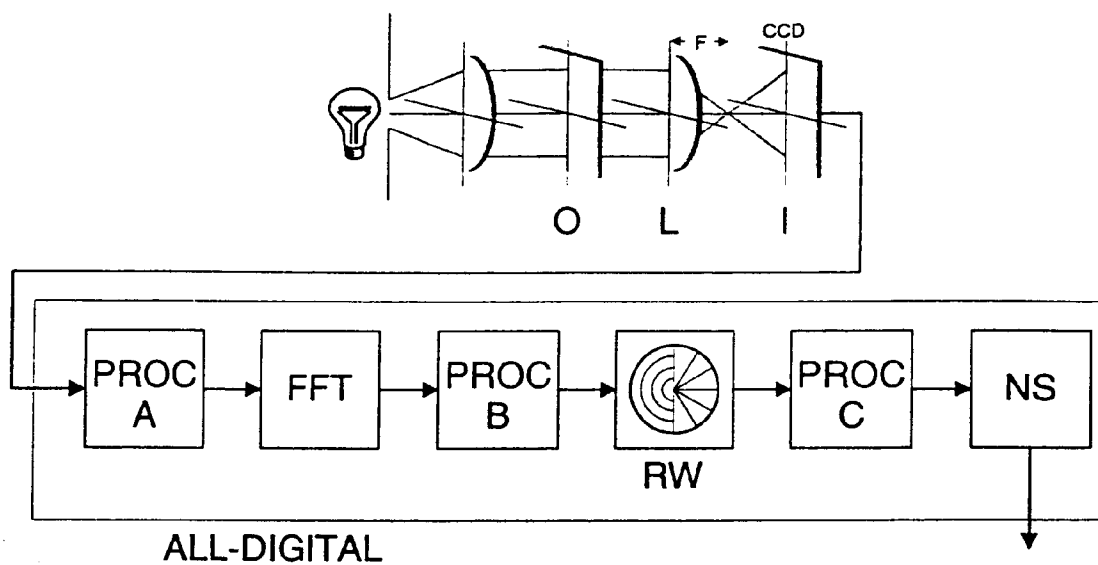 F
CCD
O L I
PROC A
FFT
PROC B
RW
PROC C
NS
ALL-DIGITAL